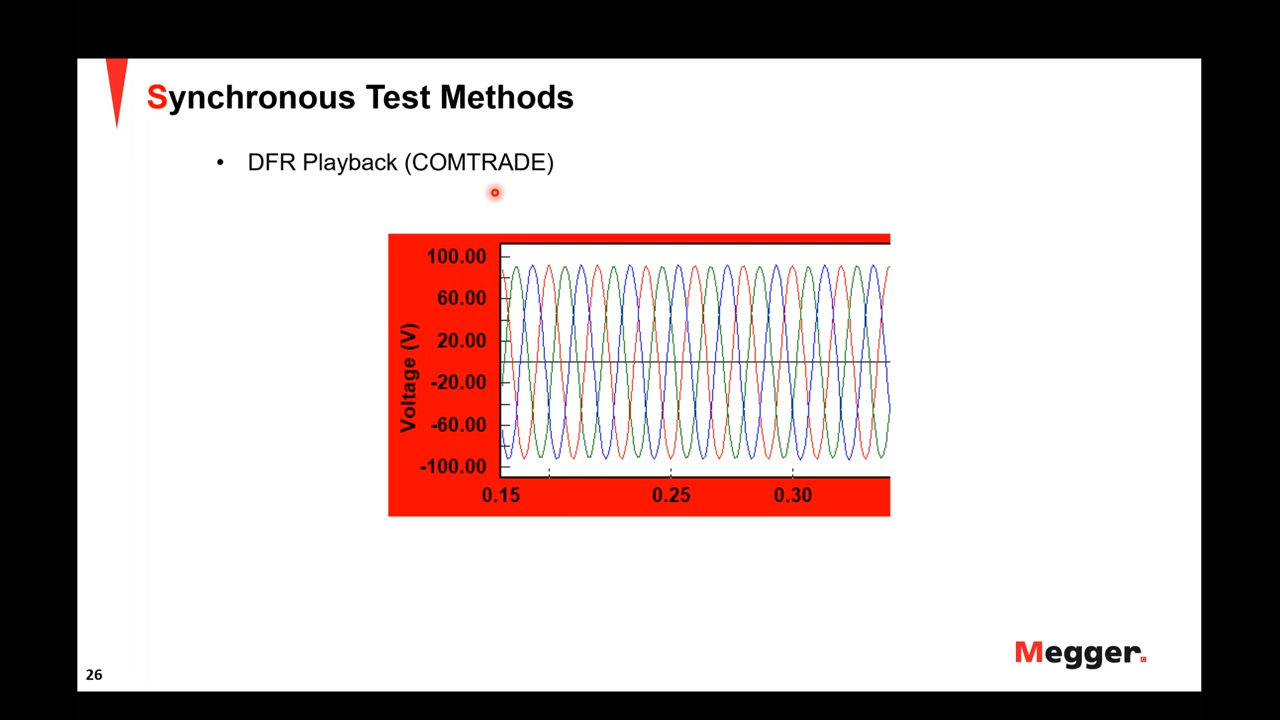 Synchronous Test Methods
• DFR Playback (COMTRADE)
100.00
60.00
20.00
-20.00
-60.00
-100.00
Voltage (V)
0.15 0.25 0.30
Megger
26